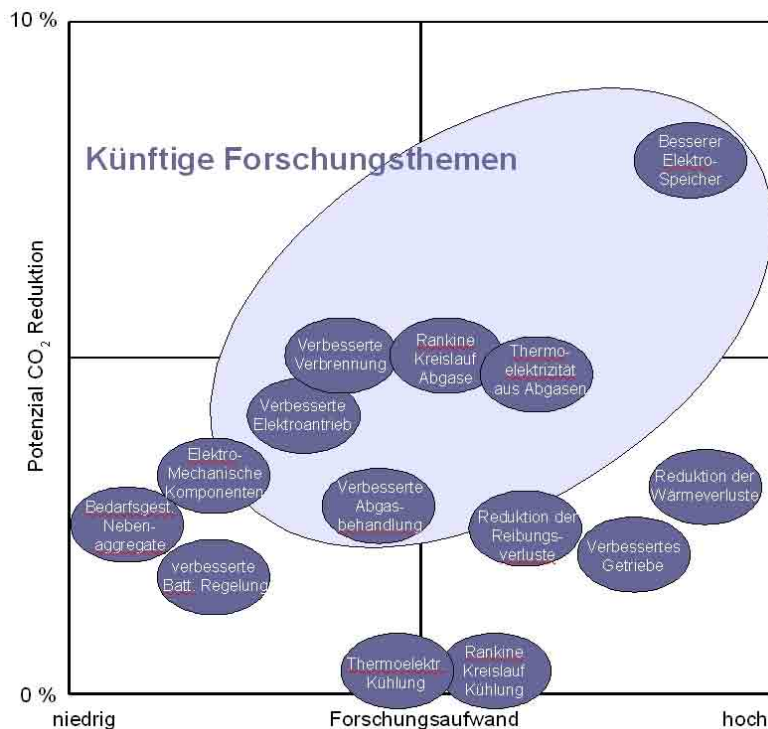 10 %
Künftige Forschungsthemen
Besserer
Elektro-
Speicher
Potenzial CO₂ Reduktion
Verbesserte
Verbrennung
Rankine
Kreislauf
Abgase
Thermo-
elektrizität
aus Abgasen
Verbesserte
Elektroantrieb
Elektro-
Mechanische
Komponenten
Verbesserte
Abgas-
behandlung
Reduktion der
Wärmeverluste
Bedarfsgest.
Neben-
aggregate
Reduktion der
Reibungs-
verluste
Verbessertes
Getriebe
verbesserte
Batt. Regelung
Thermoelektr.
Kühlung
Rankine
Kreislauf
Kühlung
0 %
niedrig
Forschungsaufwand
hoch